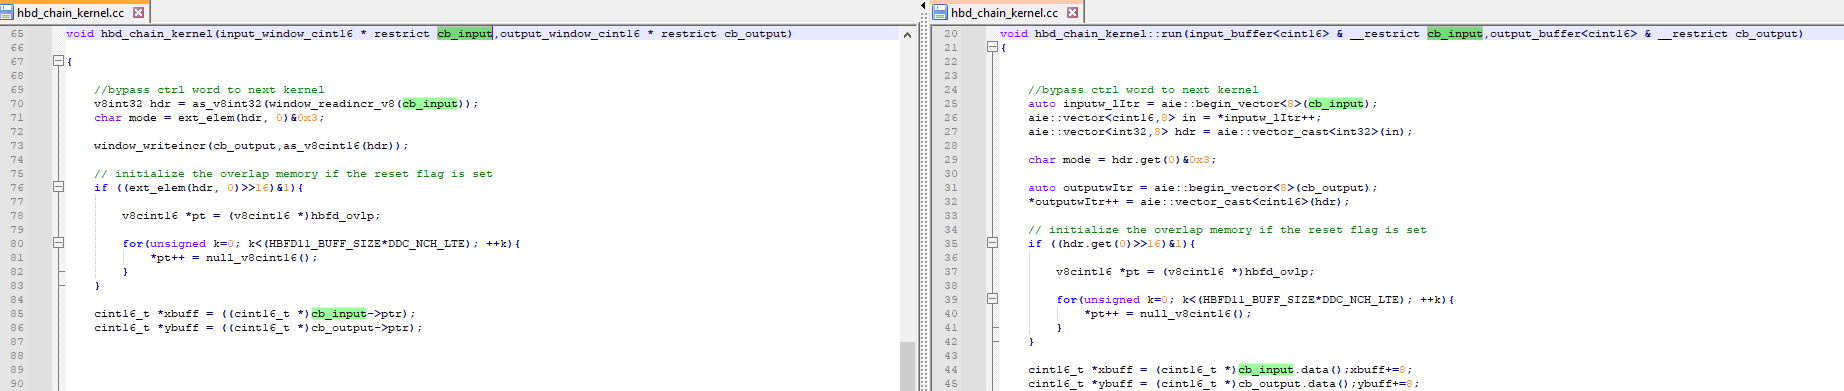 hbd_chain_kernel.cc
65 void hbd_chain_kernel(input_window_cint16 * restrict cb_input,output_window_cint16 * restrict cb_output)
66
67 {
68
69 //bypass ctrl word to next kernel
70 v8int32 hdr = as_v8int32(window_readincr_v8(cb_input));
71 char mode = ext_elem(hdr, 0)&0x3;
72
73 window_writeincr(cb_output,as_v8cint16(hdr));
74
75 // initialize the overlap memory if the reset flag is set
76 if ((ext_elem(hdr, 0)>>16)&1){
77
78 v8cint16 *pt = (v8cint16 *)hbfd_ovlp;
79
80 for(unsigned k=0; k<(HBFD11_BUFF_SIZE*DDC_NCH_LTE); ++k){
81 *pt++ = null_v8cint16();
82 }
83 }
84
85 cint16_t *xbuff = ((cint16_t *)cb_input->ptr);
86 cint16_t *ybuff = ((cint16_t *)cb_output->ptr);
87
88
89
90
hbd_chain_kernel.cc
20 void hbd_chain_kernel::run(input_buffer<cint16> & __restrict cb_input,output_buffer<cint16> & __restrict cb_output)
21 {
22
23
24 //bypass ctrl word to next kernel
25 auto inputw_lItr = aie::begin_vector<8>(cb_input);
26 aie::vector<cint16,8> in = *inputw_lItr++;
27 aie::vector<int32,8> hdr = aie::vector_cast<int32>(in);
28
29 char mode = hdr.get(0)&0x3;
30
31 auto outputwItr = aie::begin_vector<8>(cb_output);
32 *outputwItr++ = aie::vector_cast<cint16>(hdr);
33
34 // initialize the overlap memory if the reset flag is set
35 if ((hdr.get(0)>>16)&1){
36
37 v8cint16 *pt = (v8cint16 *)hbfd_ovlp;
38
39 for(unsigned k=0; k<(HBFD11_BUFF_SIZE*DDC_NCH_LTE); ++k){
40 *pt++ = null_v8cint16();
41 }
42 }
43
44 cint16_t *xbuff = (cint16_t *)cb_input.data();xbuff+=8;
45 cint16_t *ybuff = (cint16_t *)cb_output.data();ybuff+=8;